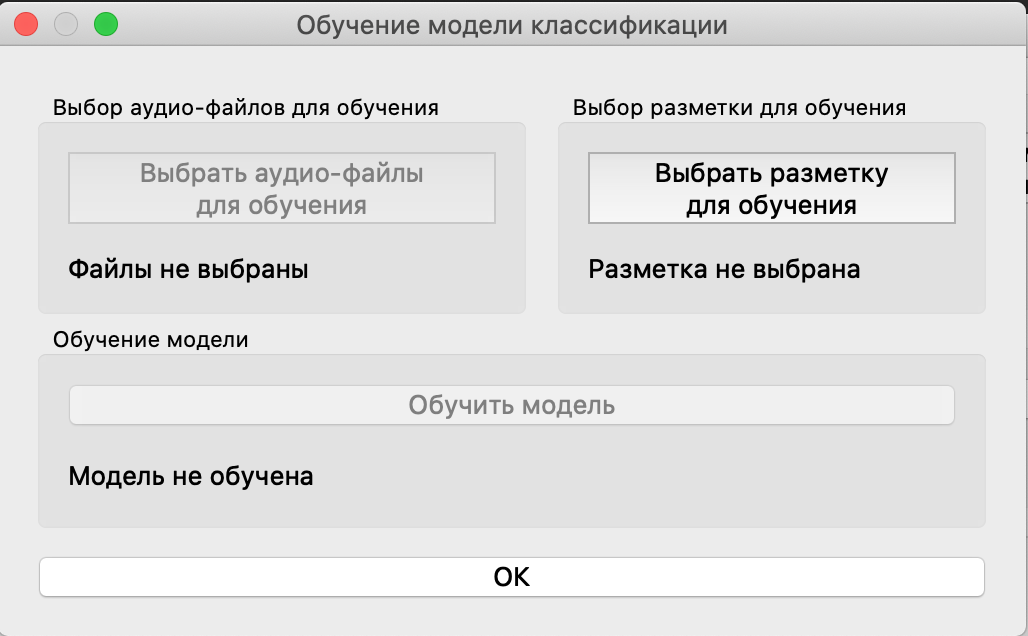 Обучение модели классификации
Выбор аудио-файлов для обучения
Выбрать аудио-файлы
для обучения
Файлы не выбраны
Выбор разметки для обучения
Выбрать разметку
для обучения
Разметка не выбрана
Обучение модели
Обучить модель
Модель не обучена
OK